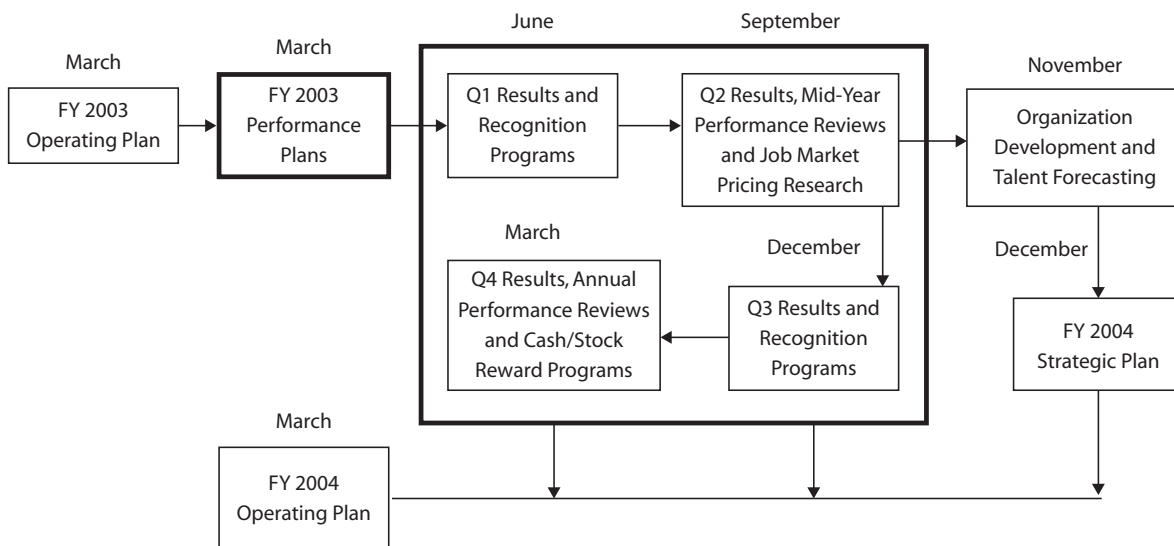 June
September
March
March
November
FY 2003
Operating Plan
FY 2003
Performance
Plans
Q1 Results and
Recognition
Programs
Q2 Results, Mid-Year
Performance Reviews
and Job Market
Pricing Research
Organization
Development and
Talent Forecasting
March
December
December
Q4 Results, Annual
Performance Reviews
and Cash/Stock
Reward Programs
Q3 Results and
Recognition
Programs
FY 2004
Strategic Plan
March
FY 2004
Operating Plan